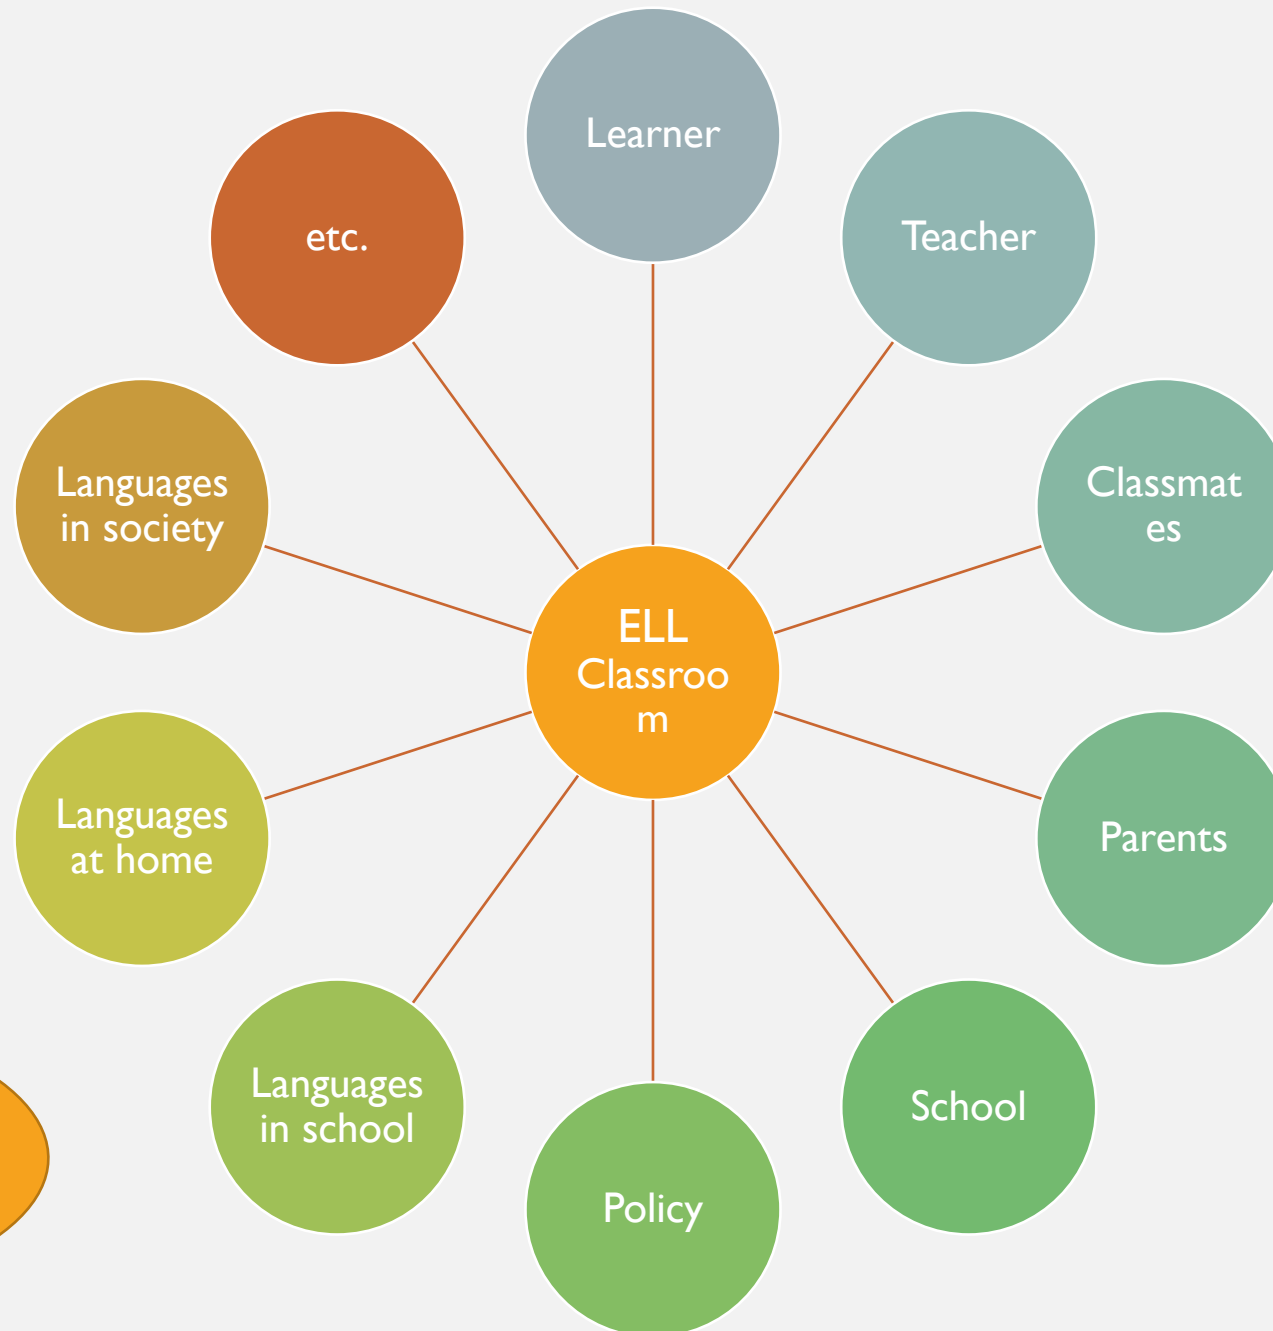 Learner
Teacher
Classmat
es
Parents
School
Policy
Languages
in school
Languages
at home
Languages
in society
etc.
ELL
Classroo
m